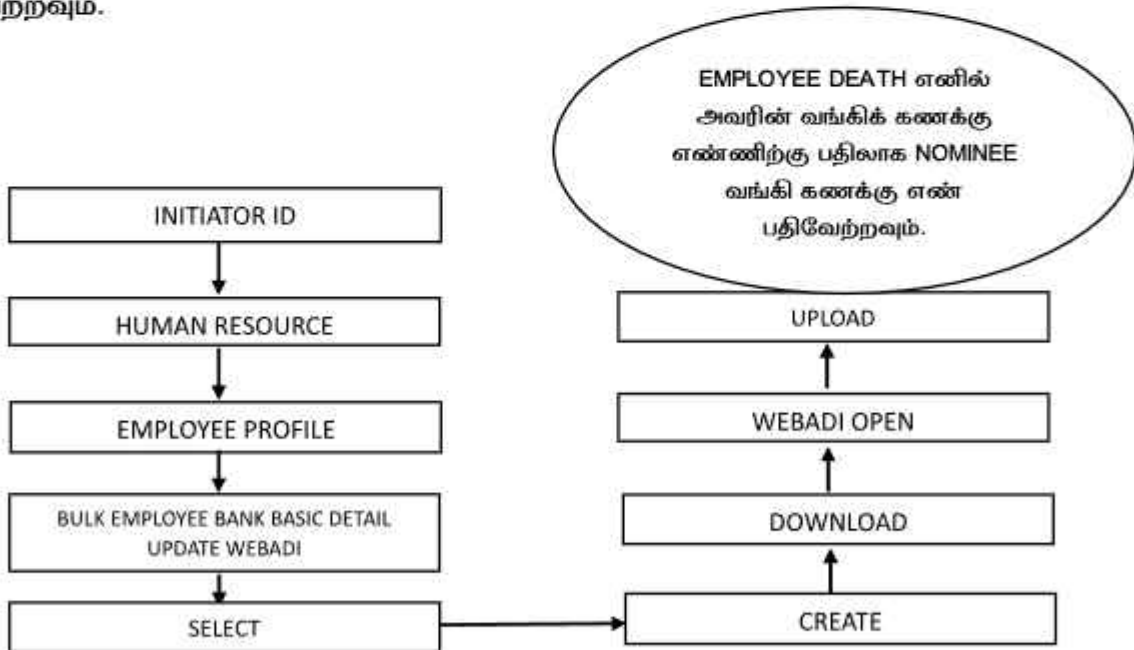 INITIATOR ID
HUMAN RESOURCE
EMPLOYEE PROFILE
BULK EMPLOYEE BANK BASIC DETAIL
UPDATE WEBADI
SELECT
CREATE
DOWNLOAD
WEBADI OPEN
UPLOAD
EMPLOYEE DEATH எனில்
அவரின் வங்கிக் கணக்கு
எண்ணிற்கு பதிலாக NOMINEE
வங்கி கணக்கு எண்
பதிவேற்றவும்.